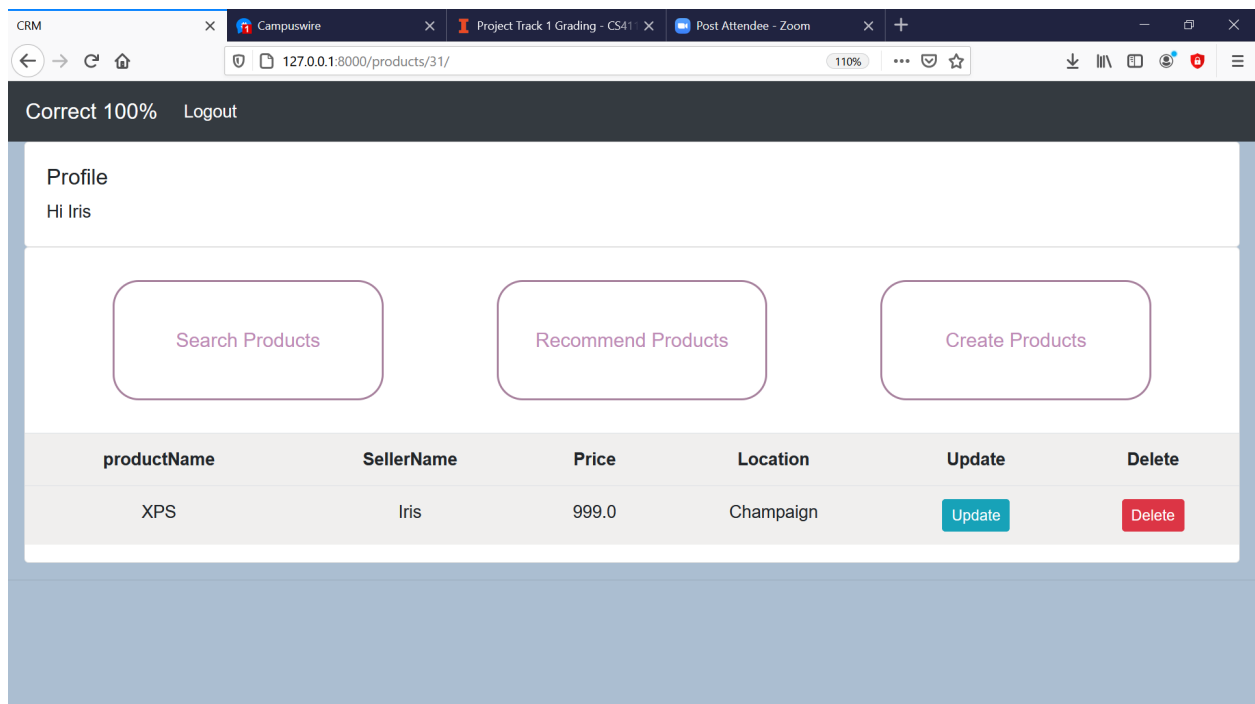 CRM Campuswire Project Track 1 Grading - CS411 Post Attendee - Zoom
127.0.0.1:8000/products/31/ 110%
Correct 100% Logout
Profile
Hi Iris
Search Products Recommend Products Create Products
productName SellerName Price Location Update Delete
XPS Iris 999.0 Champaign Update Delete